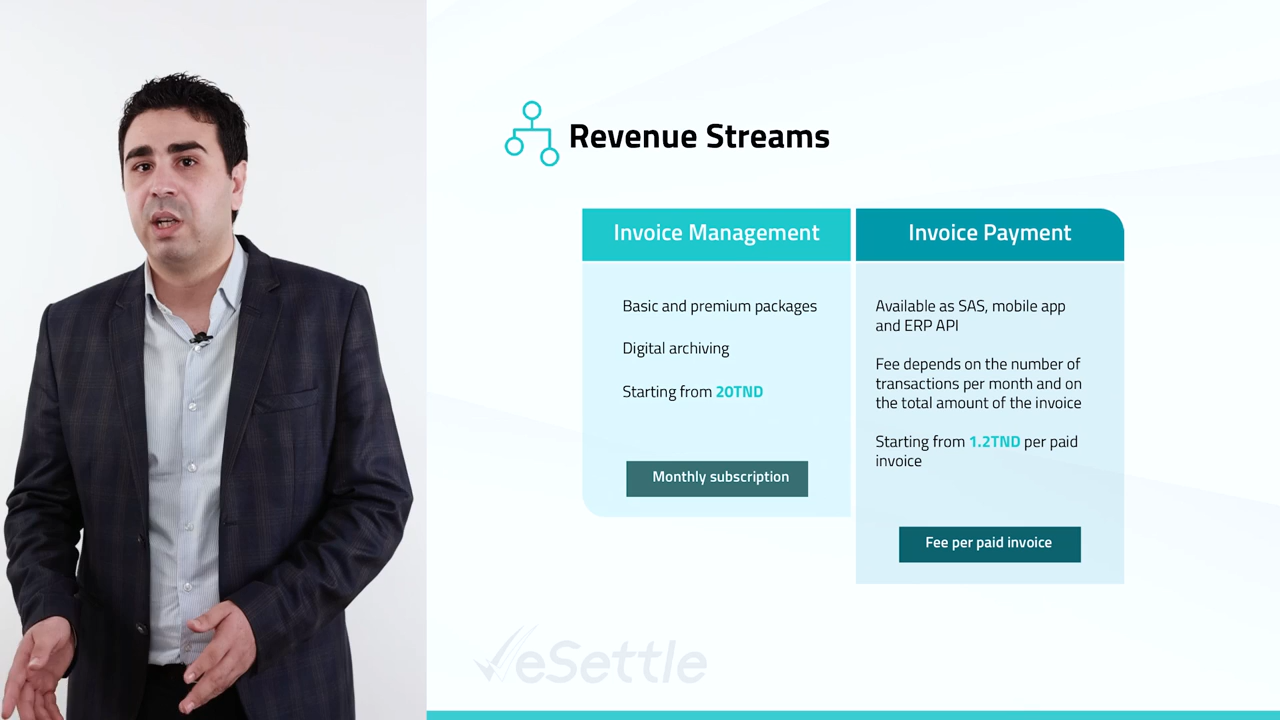 Revenue Streams
Invoice Management
Basic and premium packages
Digital archiving
Starting from 20TND
Monthly subscription
Invoice Payment
Available as SAS, mobile app
and ERP API
Fee depends on the number of
transactions per month and on
the total amount of the invoice
Starting from 1.2TND per paid
invoice
Fee per paid invoice
eSettle